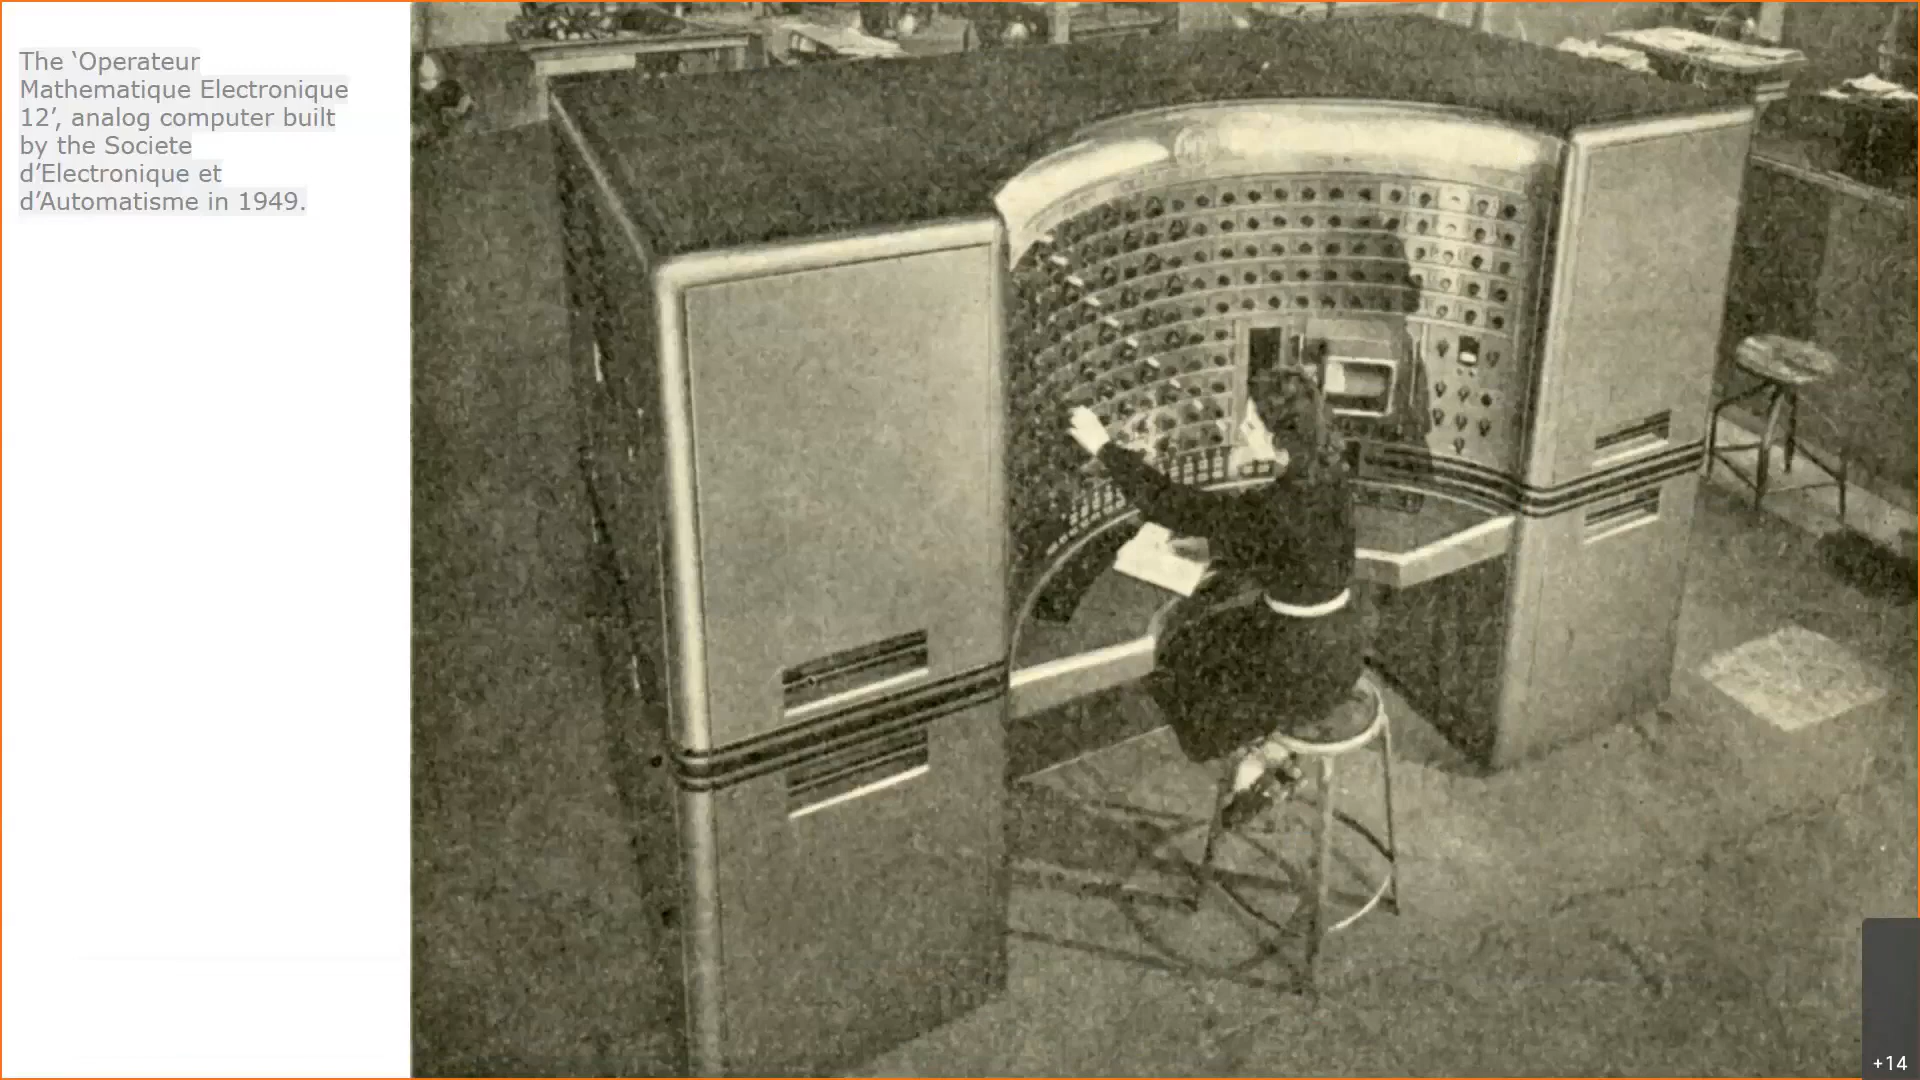 The ‘Operateur
Mathematique Electronique
12’, analog computer built
by the Societe
d’Electronique et
d’Automatisme in 1949.
+14